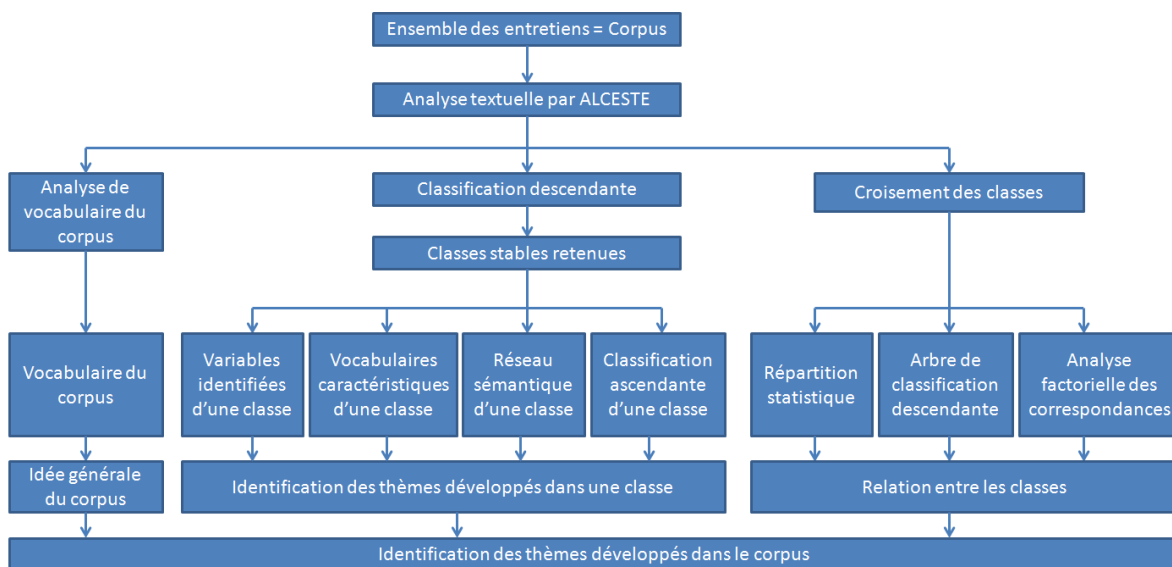 Ensemble des entretiens = Corpus
Analyse textuelle par ALCESTE
Analyse de
vocabulaire du
corpus
Classification descendante
Croisement des classes
Classes stables retenues
Vocabulaire du
corpus
Variables
identifiées
d’une classe
Vocabulaires
caractéristiques
d’une classe
Réseau
sémantique
d’une classe
Classification
ascendante
d’une classe
Répartition
statistique
Arbre de
classification
descendante
Analyse
factorielle des
correspondances
Idée générale
du corpus
Identification des thèmes développés dans une classe
Relation entre les classes
Identification des thèmes développés dans le corpus